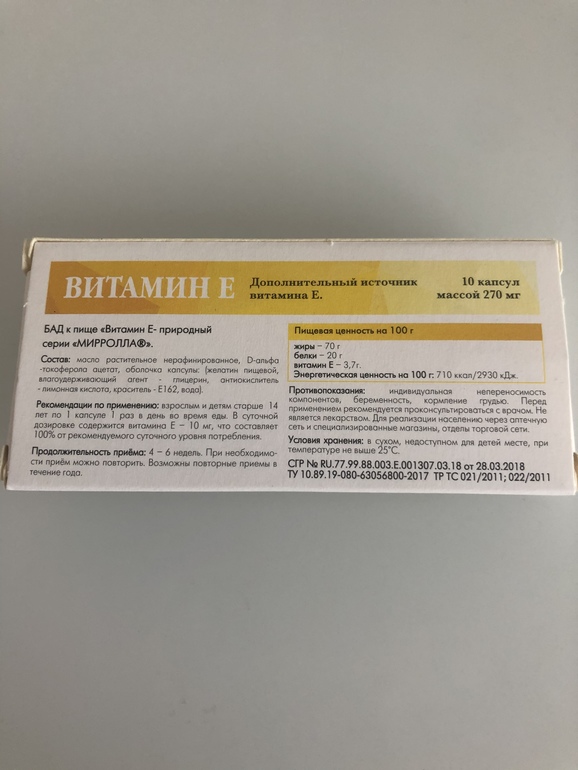 ВИТАМИН Е
Дополнительный источник
витамина Е.
10 капсул
массой 270 мг
БАД к пище «Витамин Е- природный
серии «МИРРОЛЛА®».
Состав: масло растительное нерафинированное, D-альфа
-токоферола ацетат, оболочка капсулы: (желатин пищевой,
влагоудерживающий агент - глицерин, антиокислитель
- лимонная кислота, краситель - Е162, вода).
Рекомендации по применению: взрослым и детям старше 14
лет по 1 капсуле 1 раз в день во время еды. В суточной
дозировке содержится витамина Е – 10 мг, что составляет
100% от рекомендуемого суточного уровня потребления.
Продолжительность приёма: 4 – 6 недель. При необходимо-
сти приём можно повторить. Возможны повторные приемы в
течение года.
Пищевая ценность на 100 г
жиры – 70 г
белки – 20 г
витамин Е – 3,7г.
Энергетическая ценность на 100 г: 710 ккал/2930 кДж.
Противопоказания: индивидуальная непереносимость
компонентов, беременность, кормление грудью. Перед
применением рекомендуется проконсультироваться с врачом. Не
является лекарством. Для реализации населению через аптечную
сеть и специализированные магазины, отделы торговой сети.
Условия хранения: в сухом, недоступном для детей месте, при
температуре не выше 25°С.
СГР № RU.77.99.88.003.Е.001307.03.18 от 28.03.2018
ТУ 10.89.19-080-63056800-2017 ТР ТС 021/2011; 022/2011